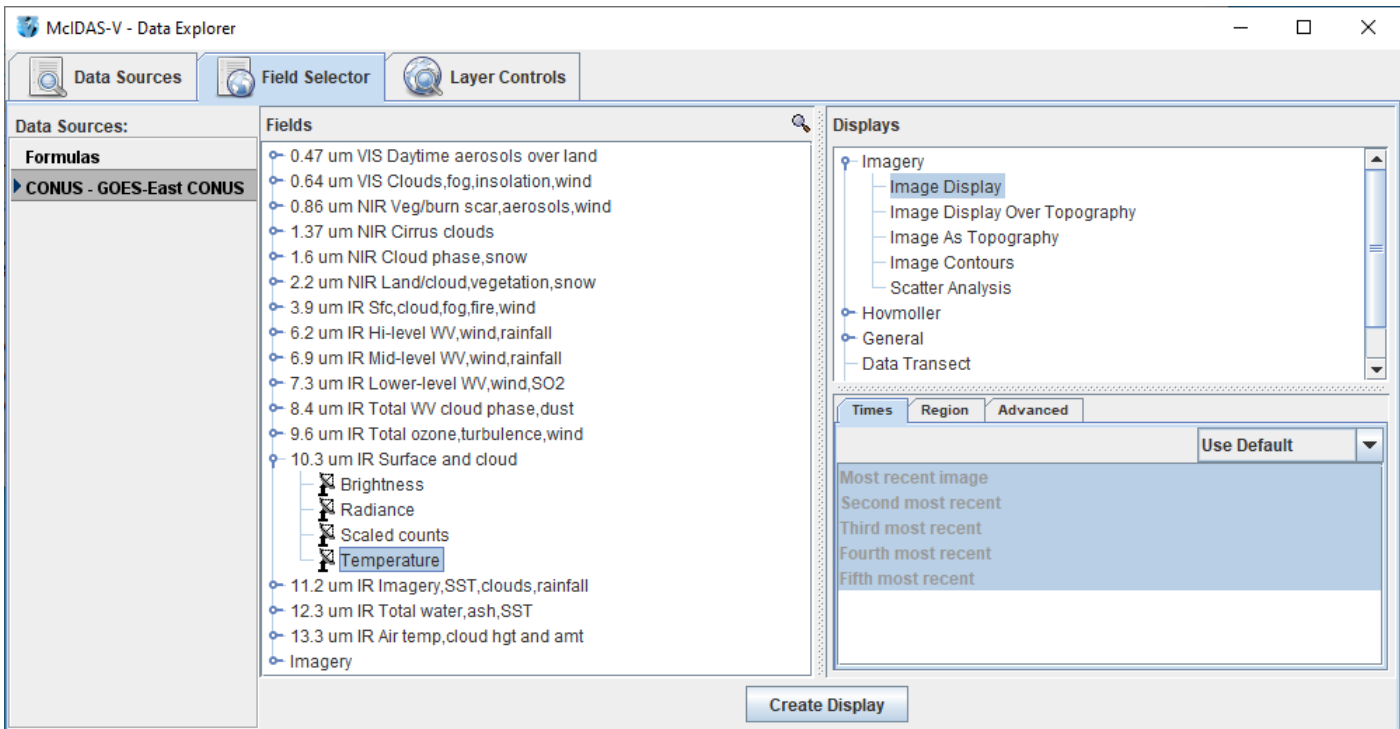 McIDAS-V - Data Explorer
Data Sources
Field Selector
Layer Controls
Data Sources:
Formulas
CONUS - GOES-East CONUS
Fields
0.47 um VIS Daytime aerosols over land
0.64 um VIS Clouds,fog,insolation,wind
0.86 um NIR Veg/burn scar,aerosols,wind
1.37 um NIR Cirrus clouds
1.6 um NIR Cloud phase,snow
2.2 um NIR Land/cloud,vegetation,snow
3.9 um IR Sfc,cloud,fog,fire,wind
6.2 um IR Hi-level WV,wind,rainfall
6.9 um IR Mid-level WV,wind,rainfall
7.3 um IR Lower-level WV,wind,SO2
8.4 um IR Total WV cloud phase,dust
9.6 um IR Total ozone,turbulence,wind
10.3 um IR Surface and cloud
Brightness
Radiance
Scaled counts
Temperature
11.2 um IR Imagery,SST,clouds,rainfall
12.3 um IR Total water,ash,SST
13.3 um IR Air temp,cloud hgt and amt
Imagery
Displays
Imagery
Image Display
Image Display Over Topography
Image As Topography
Image Contours
Scatter Analysis
Hovmoller
General
Data Transect
Times
Region
Advanced
Use Default
Most recent image
Second most recent
Third most recent
Fourth most recent
Fifth most recent
Create Display